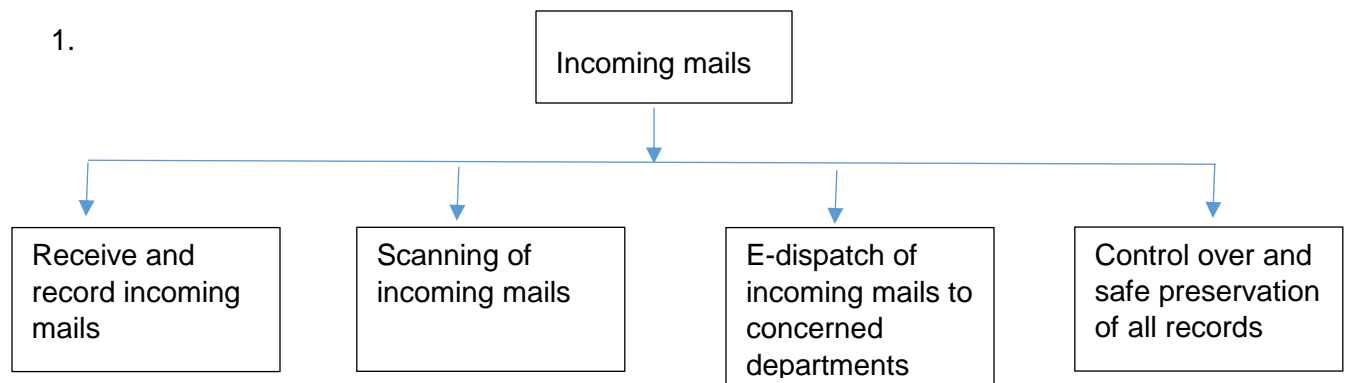 1.
Incoming mails
Receive and
record incoming
mails
Scanning of
incoming mails
E-dispatch of
incoming mails to
concerned
departments
Control over and
safe preservation
of all records